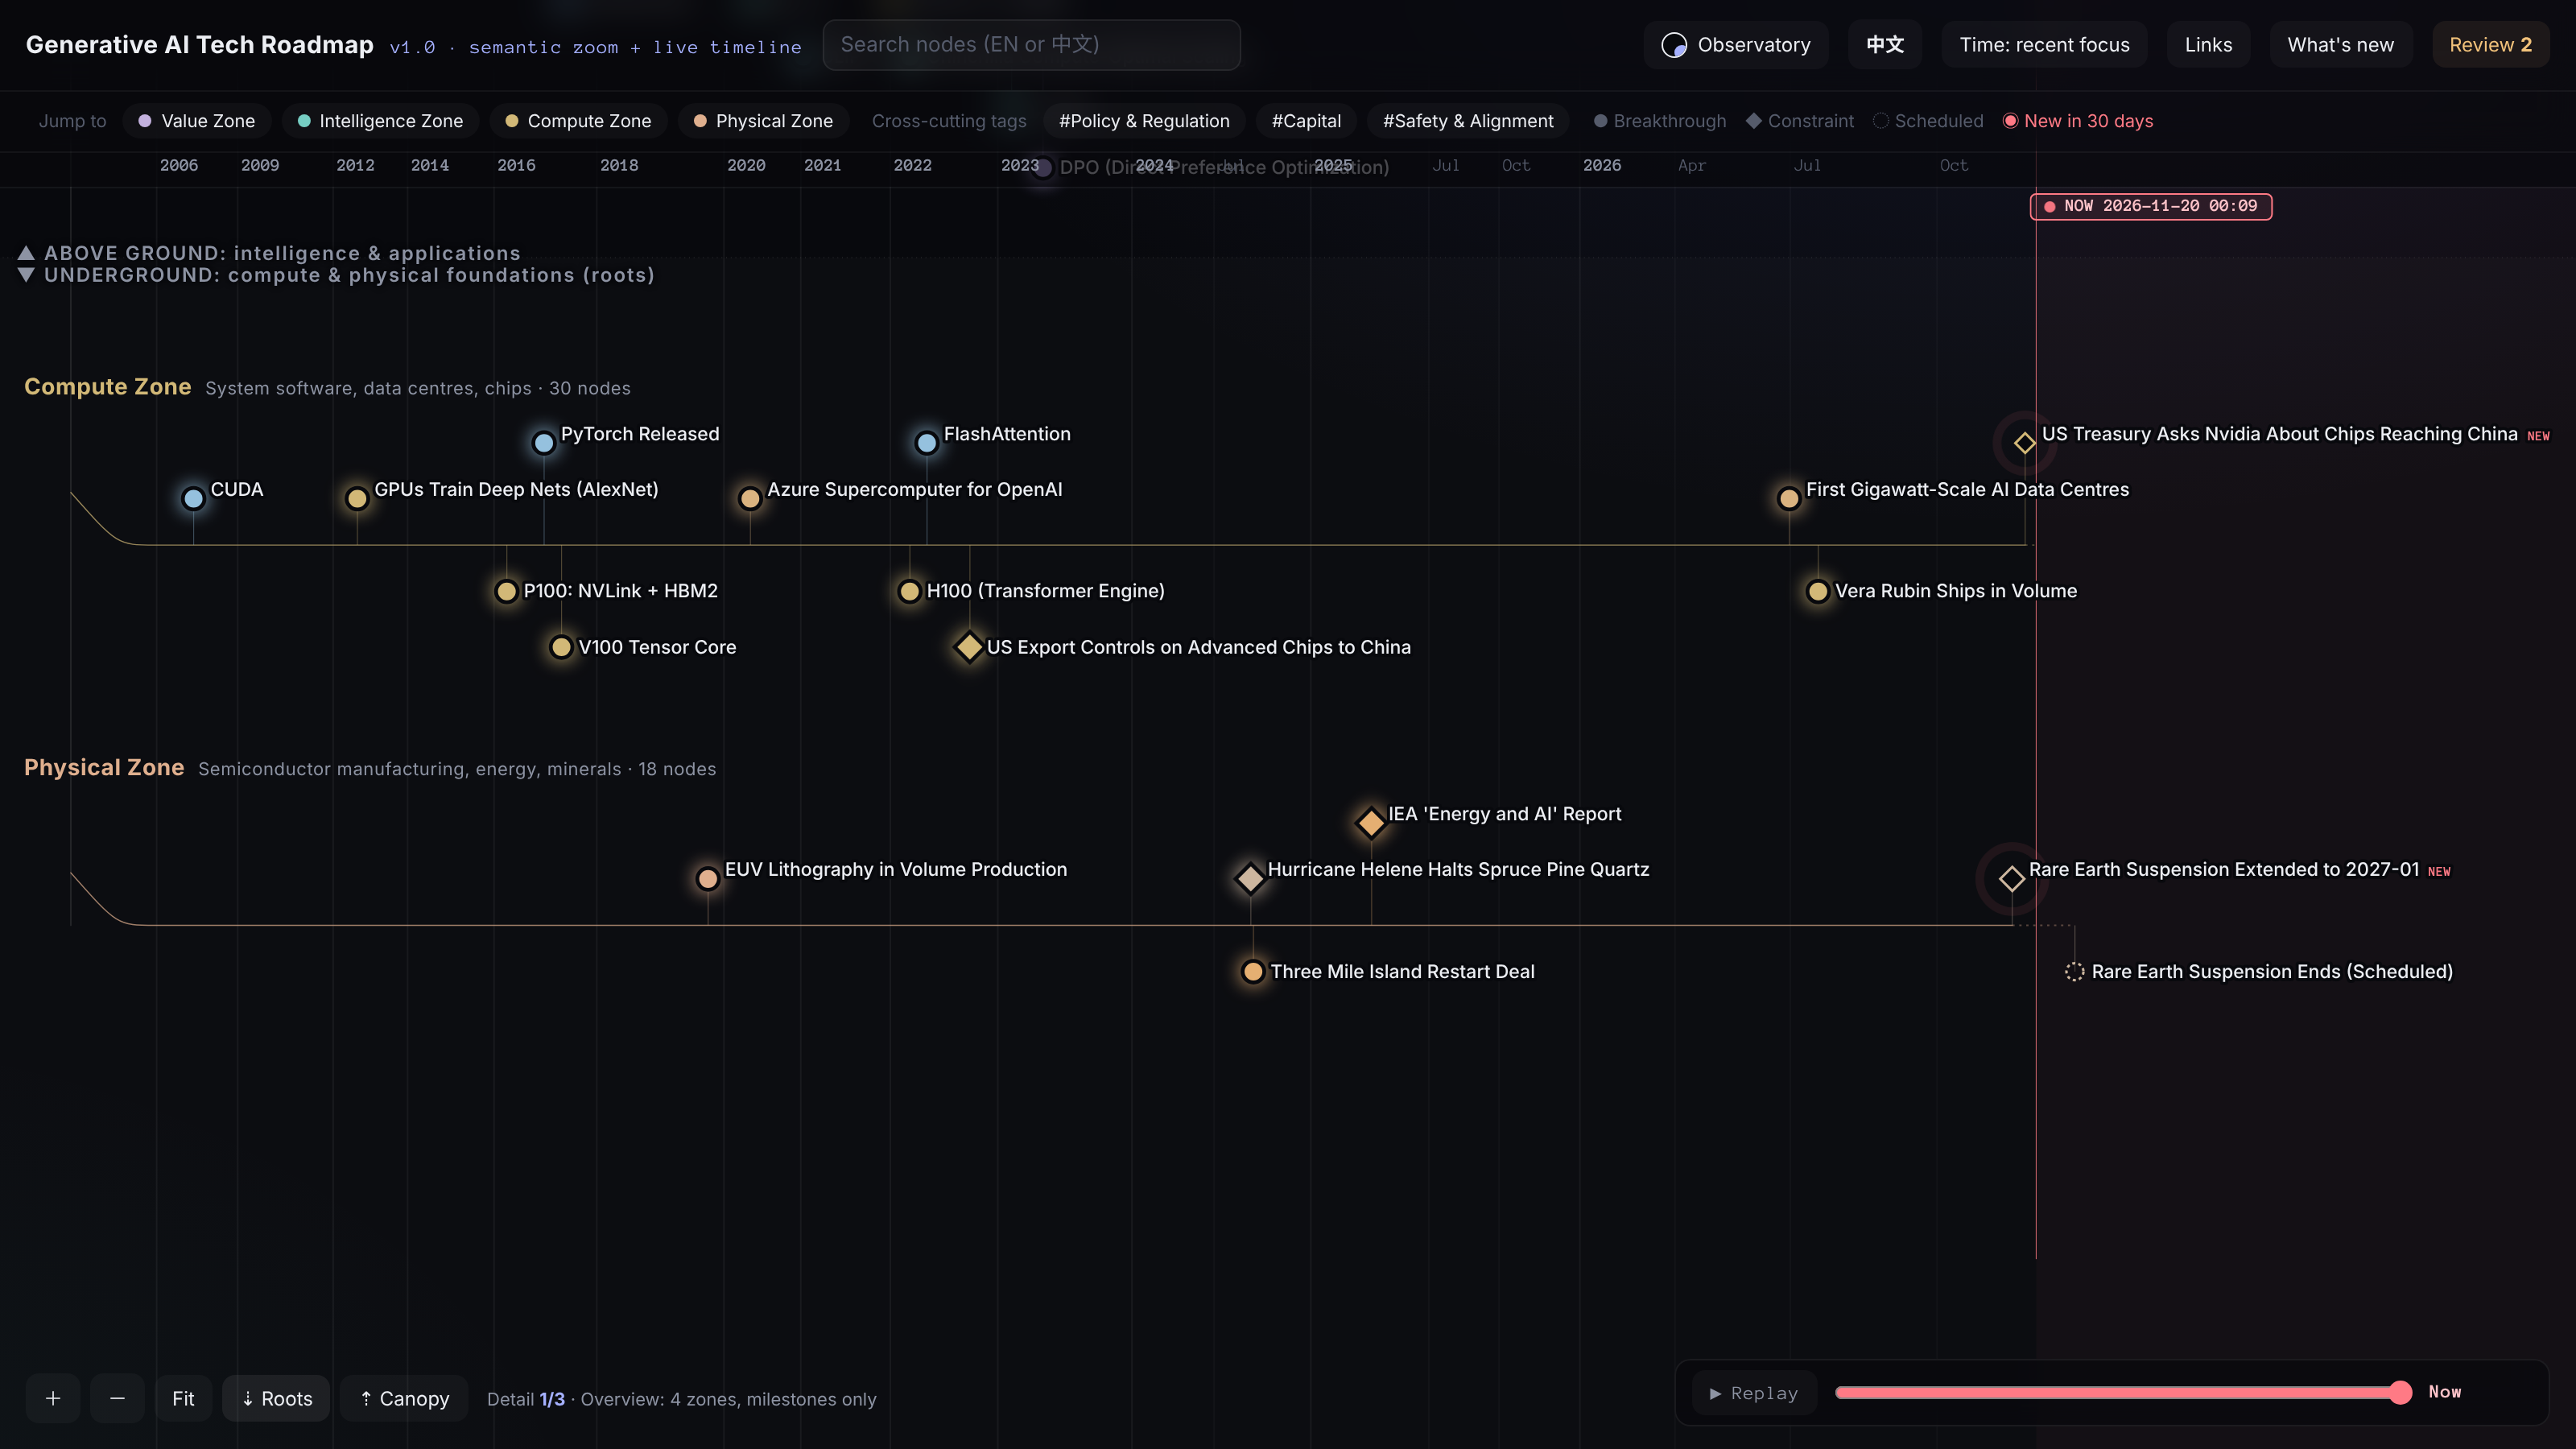 Generative AI Tech Roadmap v1.0 · semantic zoom + live timeline Search nodes (EN or 中文) Observatory 中文 Time: recent focus Links What's new Review 2
Jump to Value Zone Intelligence Zone Compute Zone Physical Zone Cross-cutting tags #Policy & Regulation #Capital #Safety & Alignment Breakthrough Constraint Scheduled New in 30 days
2006 2009 2012 2014 2016 2018 2020 2021 2022 2023 2024 Jul 2025 Jul Oct 2026 Apr Jul Oct
DPO (Direct Preference Optimization)
NOW 2026-11-20 00:09
▲ ABOVE GROUND: intelligence & applications
▼ UNDERGROUND: compute & physical foundations (roots)
Compute Zone System software, data centres, chips · 30 nodes
PyTorch Released FlashAttention US Treasury Asks Nvidia About Chips Reaching China NEW
CUDA GPUs Train Deep Nets (AlexNet) Azure Supercomputer for OpenAI First Gigawatt-Scale AI Data Centres
P100: NVLink + HBM2 H100 (Transformer Engine) Vera Rubin Ships in Volume
V100 Tensor Core US Export Controls on Advanced Chips to China
Physical Zone Semiconductor manufacturing, energy, minerals · 18 nodes
IEA 'Energy and AI' Report
EUV Lithography in Volume Production Hurricane Helene Halts Spruce Pine Quartz Rare Earth Suspension Extended to 2027-01 NEW
Three Mile Island Restart Deal Rare Earth Suspension Ends (Scheduled)
+ − Fit ⇣ Roots ⇡ Canopy Detail 1/3 · Overview: 4 zones, milestones only ▶ Replay Now